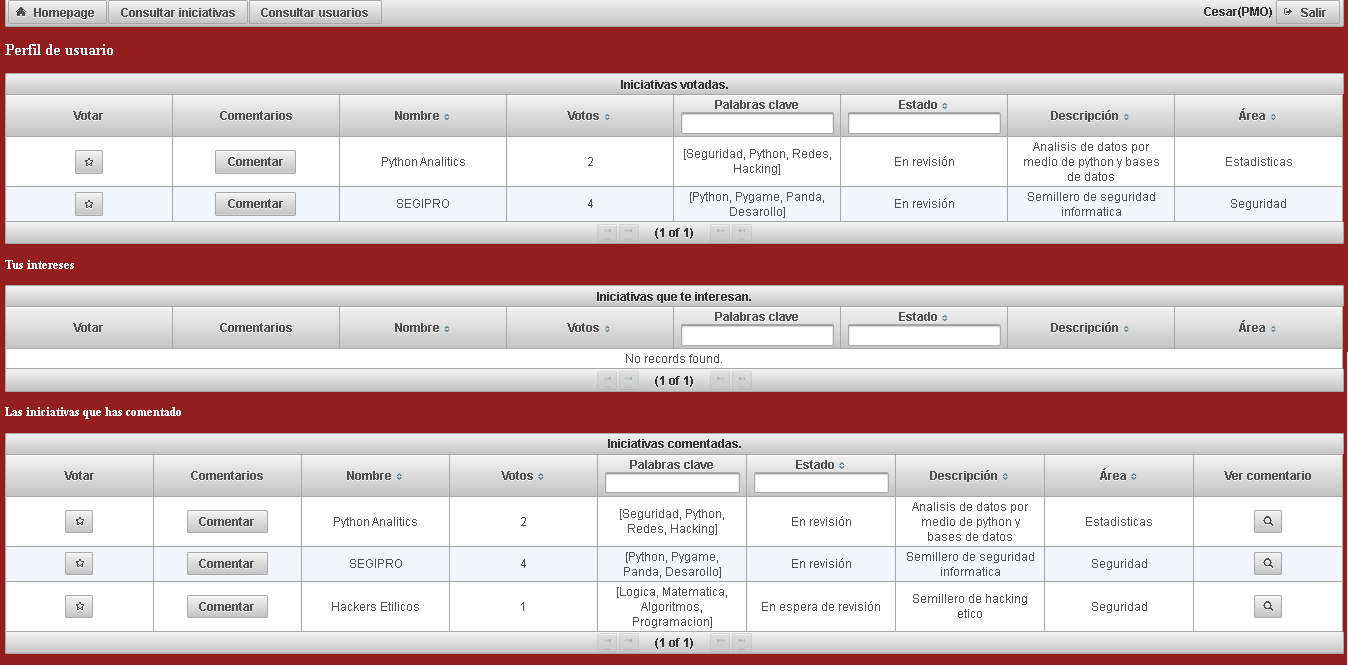 Homepage Consultar iniciativas Consultar usuarios Cesar(PMO) Salir
Perfil de usuario
Iniciativas votadas.
Votar Comentarios Nombre Votos Palabras clave Estado Descripción Área
Comentar Python Analitics 2 [Seguridad, Python, Redes, Hacking] En revisión Analisis de datos por medio de python y bases de datos Estadisticas
Comentar SEGIPRO 4 [Python, Pygame, Panda, Desarollo] En revisión Semillero de seguridad informatica Seguridad
(1 of 1)
Tus intereses
Iniciativas que te interesan.
Votar Comentarios Nombre Votos Palabras clave Estado Descripción Área
No records found.
(1 of 1)
Las iniciativas que has comentado
Iniciativas comentadas.
Votar Comentarios Nombre Votos Palabras clave Estado Descripción Área Ver comentario
Comentar Python Analitics 2 [Seguridad, Python, Redes, Hacking] En revisión Analisis de datos por medio de python y bases de datos Estadisticas
Comentar SEGIPRO 4 [Python, Pygame, Panda, Desarollo] En revisión Semillero de seguridad informatica Seguridad
Comentar Hackers Etilicos 1 [Logica, Matematica, Algoritmos, Programacion] En espera de revisión Semillero de hacking etico Seguridad
(1 of 1)